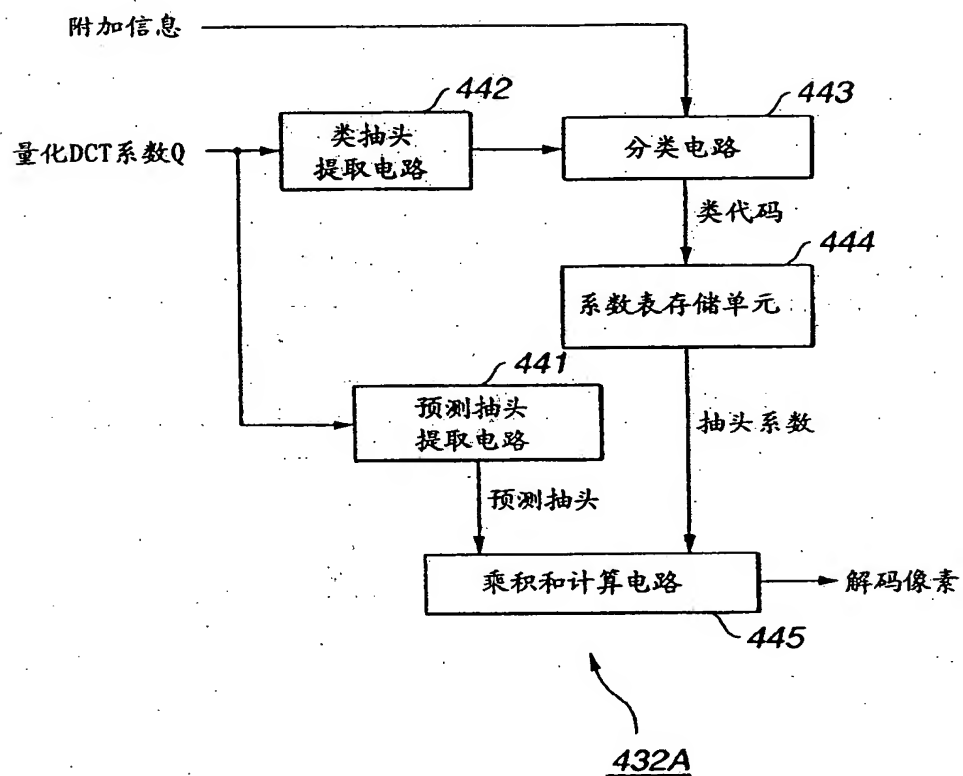 附加信息
442
443
量化DCT系数Q
类抽头
提取电路
分类电路
类代码
444
系数表存储单元
441
预测抽头
提取电路
抽头系数
预测抽头
乘积和计算电路
解码像素
445
432A